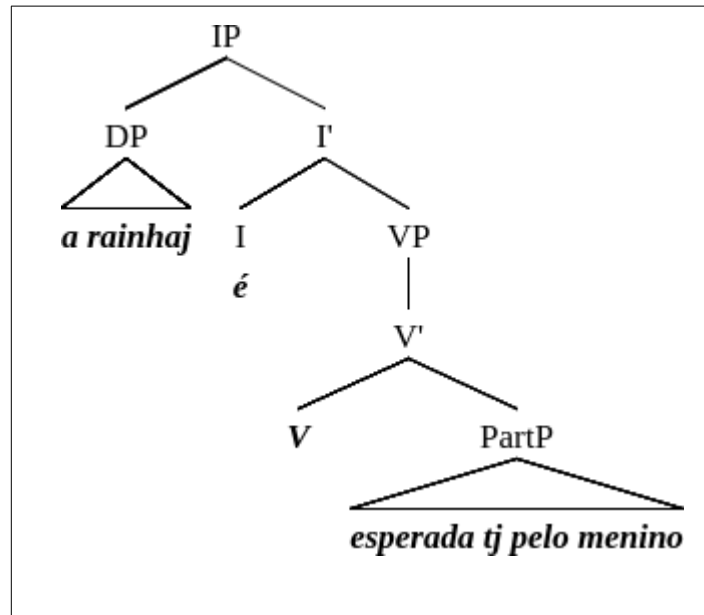 IP
DP I'
a rainhaj I VP
é
V'
V PartP
esperada tj pelo menino